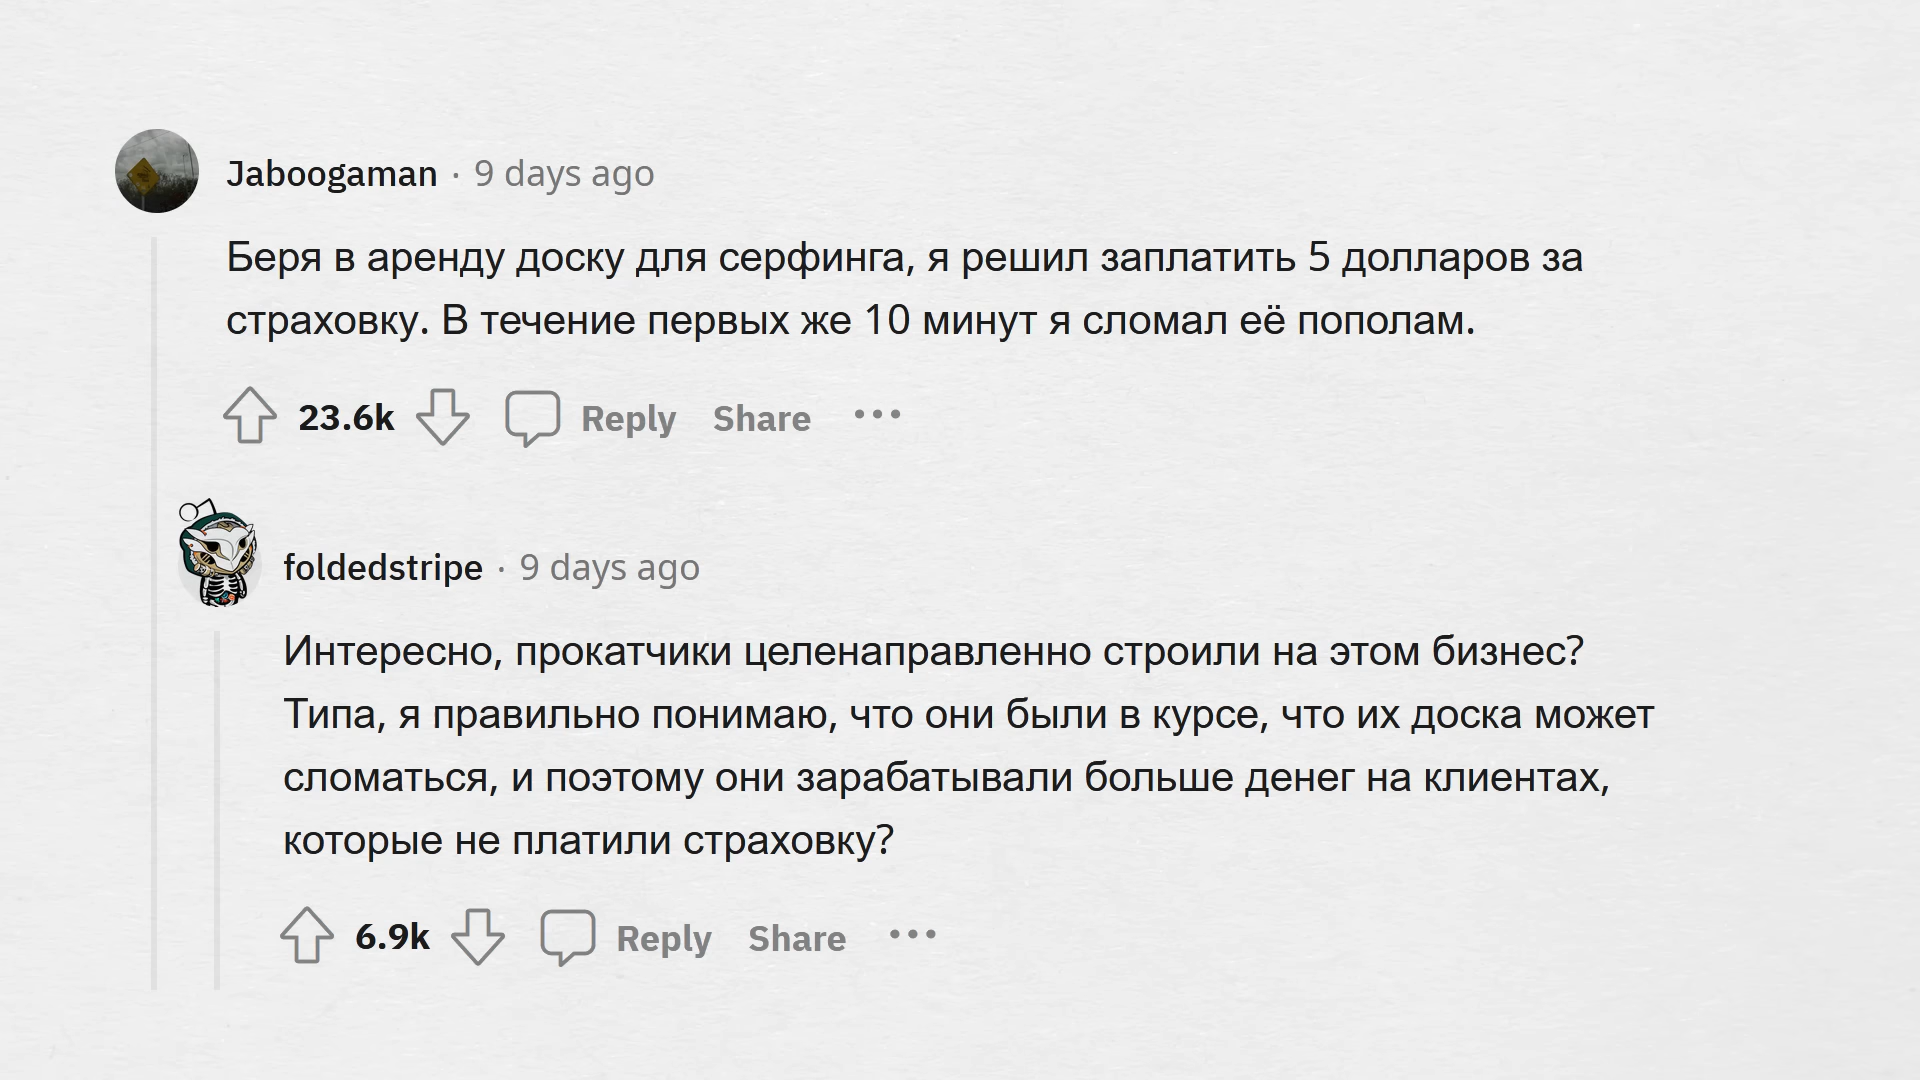 Jaboogaman · 9 days ago
Беря в аренду доску для серфинга, я решил заплатить 5 долларов за
страховку. В течение первых же 10 минут я сломал её пополам.
23.6k Reply Share •••
foldedstripe · 9 days ago
Интересно, прокатчики целенаправленно строили на этом бизнес?
Типа, я правильно понимаю, что они были в курсе, что их доска может
сломаться, и поэтому они зарабатывали больше денег на клиентах,
которые не платили страховку?
6.9k Reply Share •••